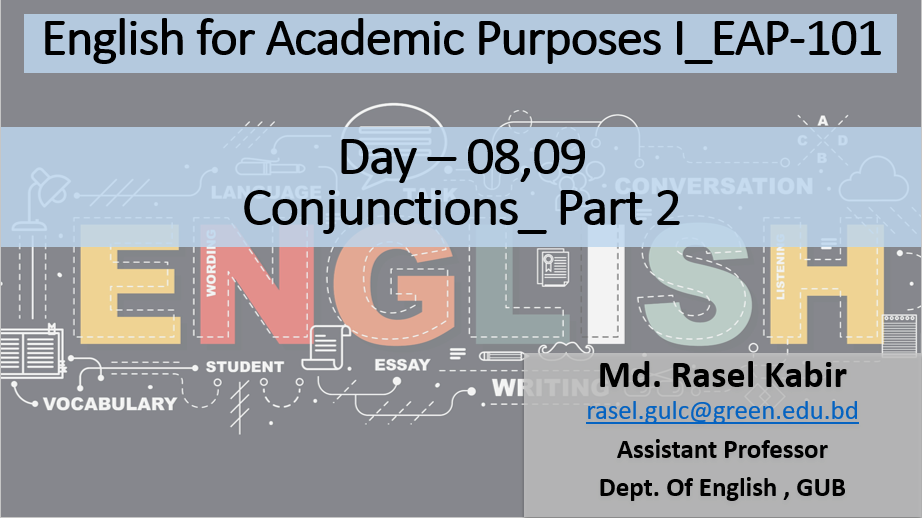 English for Academic Purposes I_EAP-101
Day – 08,09
Conjunctions_ Part 2
LANGUAGE
TALK
CONVERSATION
A
C D
B
ENGLISH
WORDING
LISTENING
STUDENT
ESSAY
VOCABULARY
WRITING
Md. Rasel Kabir
rasel.gulc@green.edu.bd
Assistant Professor
Dept. Of English , GUB